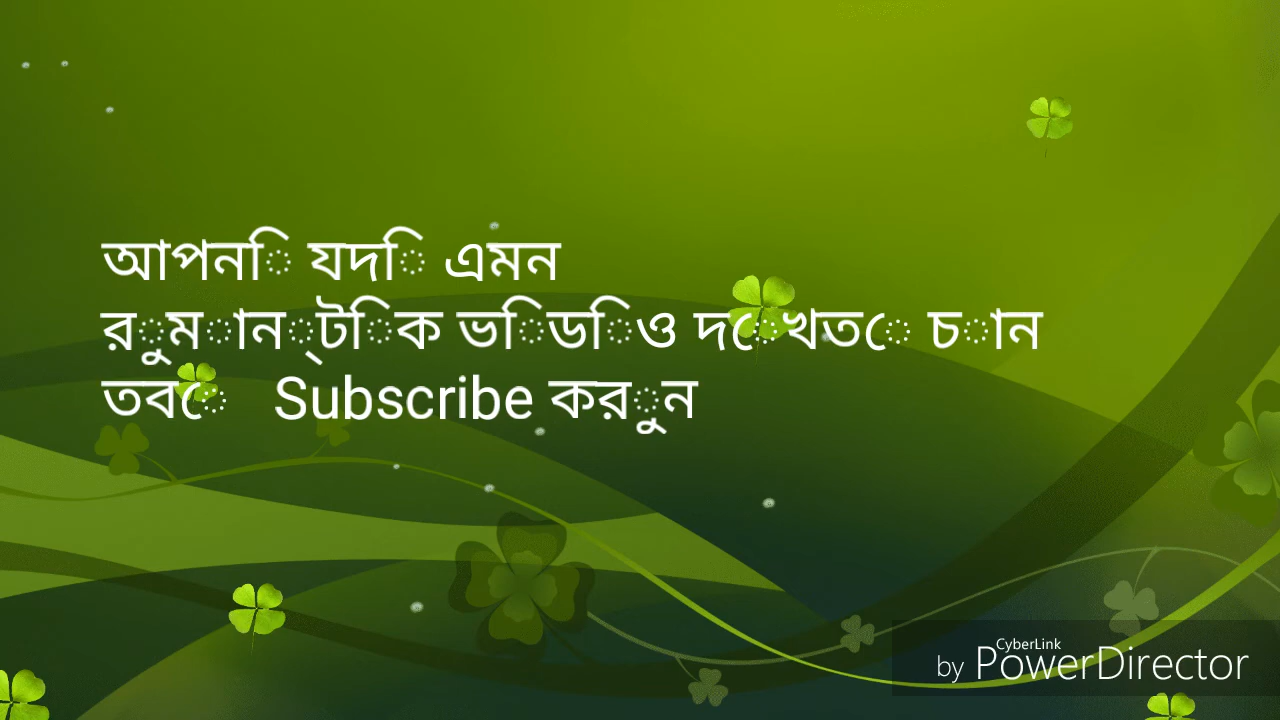 আপনি যদি এমন
রুমান্টিক ভিডিও দেখতে চান
তবে Subscribe করুন
CyberLink
by PowerDirector